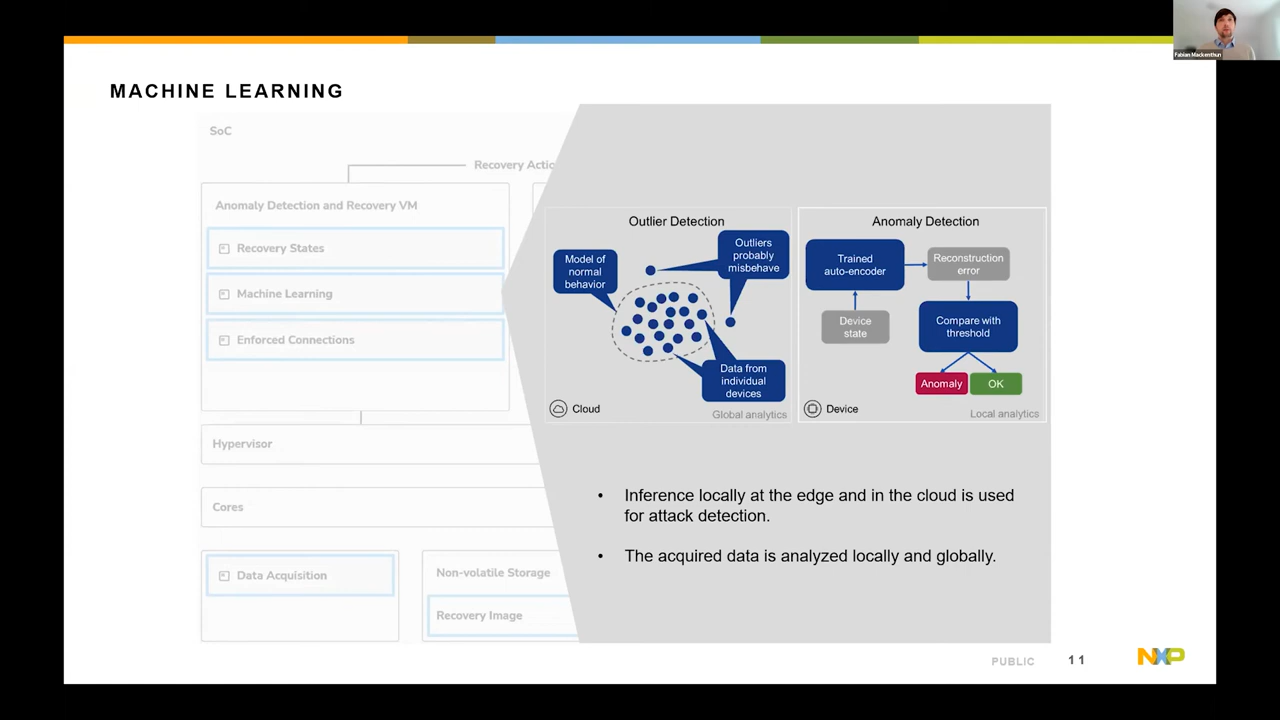 Fabian Mackenthun
MACHINE LEARNING
SoC
Recovery Actio
Anomaly Detection and Recovery VM
Recovery States
Machine Learning
Enforced Connections
Hypervisor
Cores
Data Acquisition
Non-volatile Storage
Recovery Image
Outlier Detection
Model of
normal
behavior
Outliers
probably
misbehave
Data from
individual
devices
Cloud
Global analytics
Anomaly Detection
Trained
auto-encoder
Reconstruction
error
Device
state
Compare with
threshold
Anomaly
OK
Device
Local analytics
• Inference locally at the edge and in the cloud is used
for attack detection.
• The acquired data is analyzed locally and globally.
PUBLIC
11
NXP